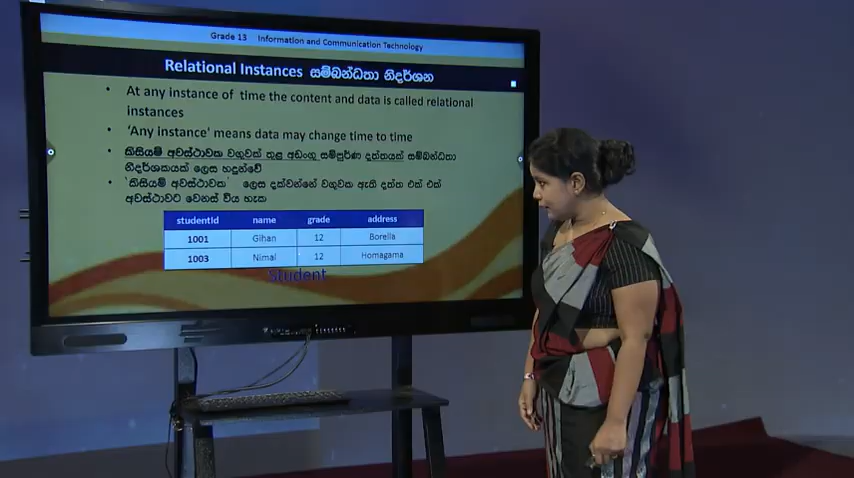 Grade 13 Information and Communication Technology
Relational Instances සම්බන්ධතා නිදර්ශන
• At any instance of time the content and data is called relational
instances
• 'Any instance' means data may change time to time
• කිසියම් අවස්ථාවක වගුවක් තුළ අඩංගු සම්පුර්ණ දත්තයක් සම්බන්ධතා
නිදර්ශකයක් ලෙස හදුන්වේ
• 'කිසියම් අවස්ථාවක' ලෙස දක්වන්නේ වගුවක ඇති දත්ත එක් එක්
අවස්ථාවට වෙනස් විය හැක
studentId name grade address
1001 Gihan 12 Borella
1003 Nimal 12 Homagama
Student